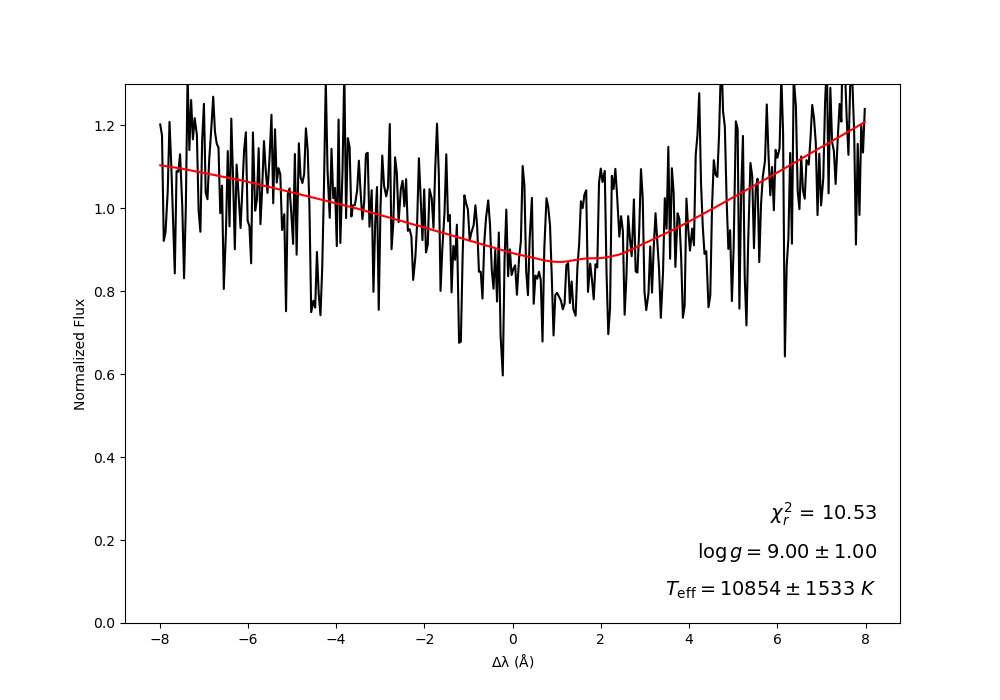 1.2
1.0
0.8
0.6
0.4
0.2
0.0
Normalized Flux
χ²ᵣ = 10.53
log g = 9.00 ± 1.00
T_eff = 10854 ± 1533 K
−8 −6 −4 −2 0 2 4 6 8
Δλ (Å)